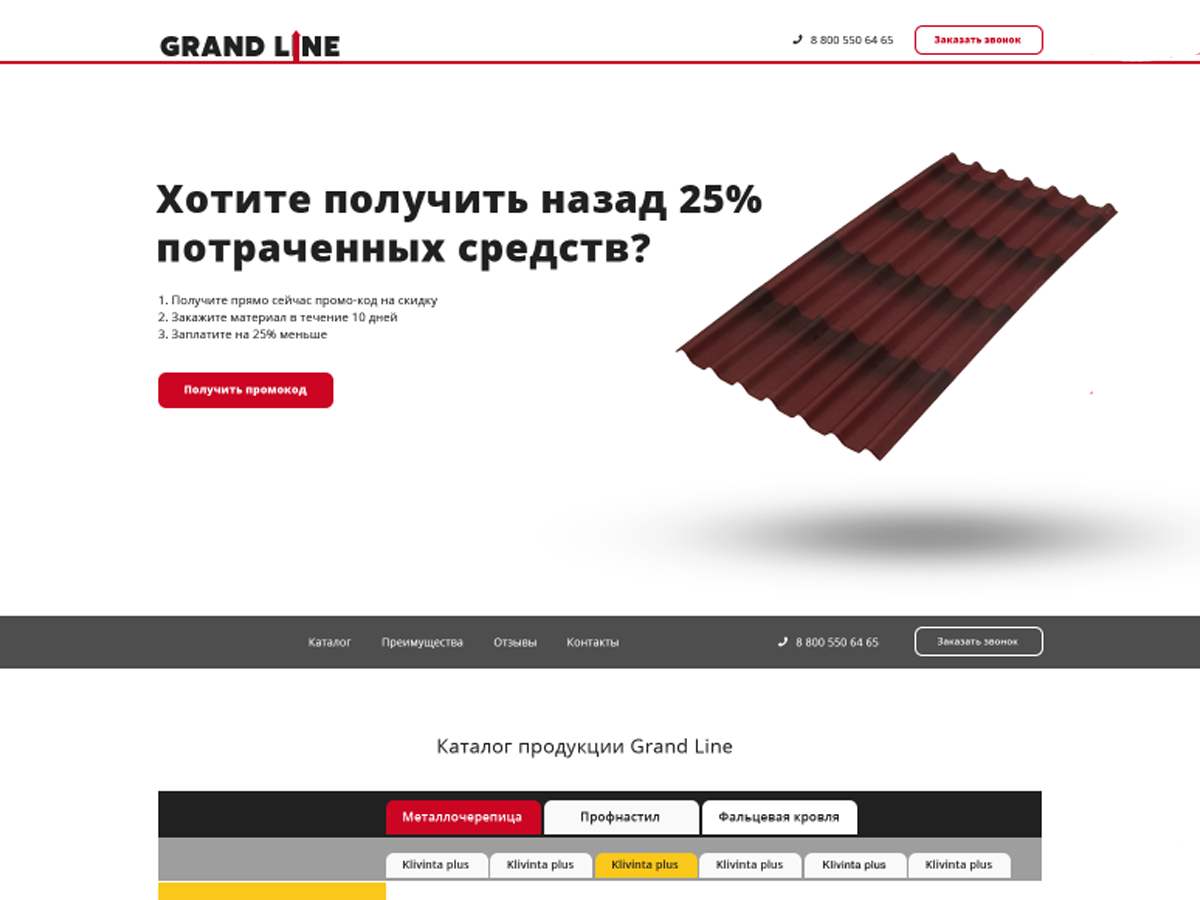 GRAND LINE
8 800 550 64 65
Заказать звонок
Хотите получить назад 25%
потраченных средств?
1. Получите прямо сейчас промо-код на скидку
2. Закажите материал в течение 10 дней
3. Заплатите на 25% меньше
Получить промокод
Каталог Преимущества Отзывы Контакты
8 800 550 64 65
Заказать звонок
Каталог продукции Grand Line
Металлочерепица Профнастил Фальцевая кровля
Klivinta plus Klivinta plus Klivinta plus Klivinta plus Klivinta plus Klivinta plus